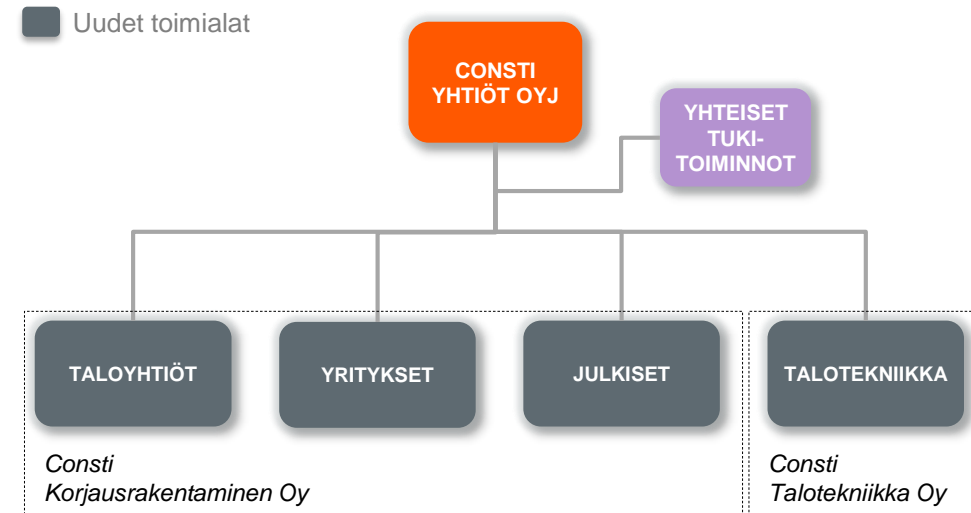 Uudet toimialat
CONSTI
YHTIÖT OYJ
YHTEISET
TUKI-
TOIMINNOT
TALOYHTIÖT
YRITYKSET
JULKISET
TALOTEKNIIKKA
Consti
Korjausrakentaminen Oy
Consti
Talotekniikka Oy